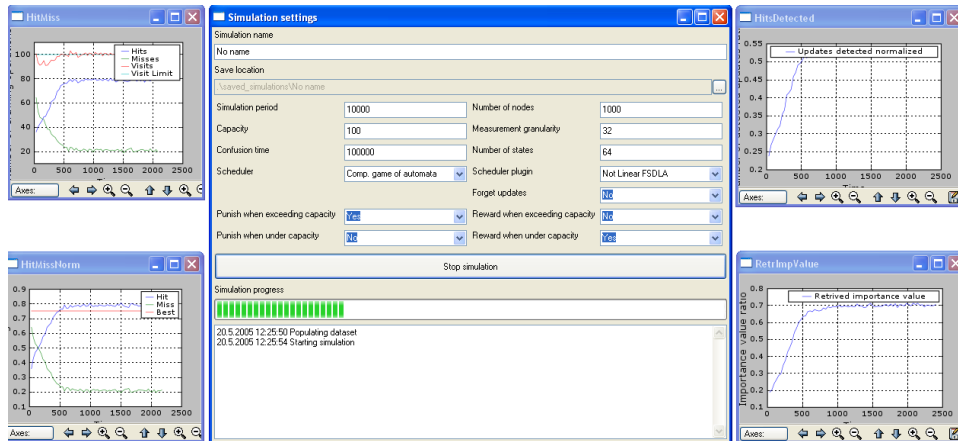 HitMiss
Hits
Misses
Visits
Visit Limit
100
80
60
40
20
0 500 1000 1500 2000 2500
Axes:
HitMissNorm
Hit
Miss
Best
0.9
0.8
0.7
0.6
0.5
0.4
0.3
0.2
0.1
0 500 1000 1500 2000 2500
Axes:
Simulation settings
Simulation name
No name
Save location
.\saved_simulations\No name
...
Simulation period 10000 Number of nodes 1000
Capacity 100 Measurement granularity 32
Confusion time 100000 Number of states 64
Scheduler Comp. game of automata Scheduler plugin Not Linear FSDLA
Forget updates No
Punish when exceeding capacity Yes Reward when exceeding capacity No
Punish when under capacity No Reward when under capacity Yes
Stop simulation
Simulation progress
20.5.2005 12:25:50 Populating dataset
20.5.2005 12:25:54 Starting simulation
HitsDetected
Updates detected normalized
0.55
0.5
0.45
0.4
0.35
0.3
0.25
0.2
0 500 1000 1500 2000 2500
Time
Axes:
RetrImpValue
Retrived importance value
Importance value ratio
0.8
0.7
0.6
0.5
0.4
0.3
0.2
0.1
0 500 1000 1500 2000 2500
Axes: